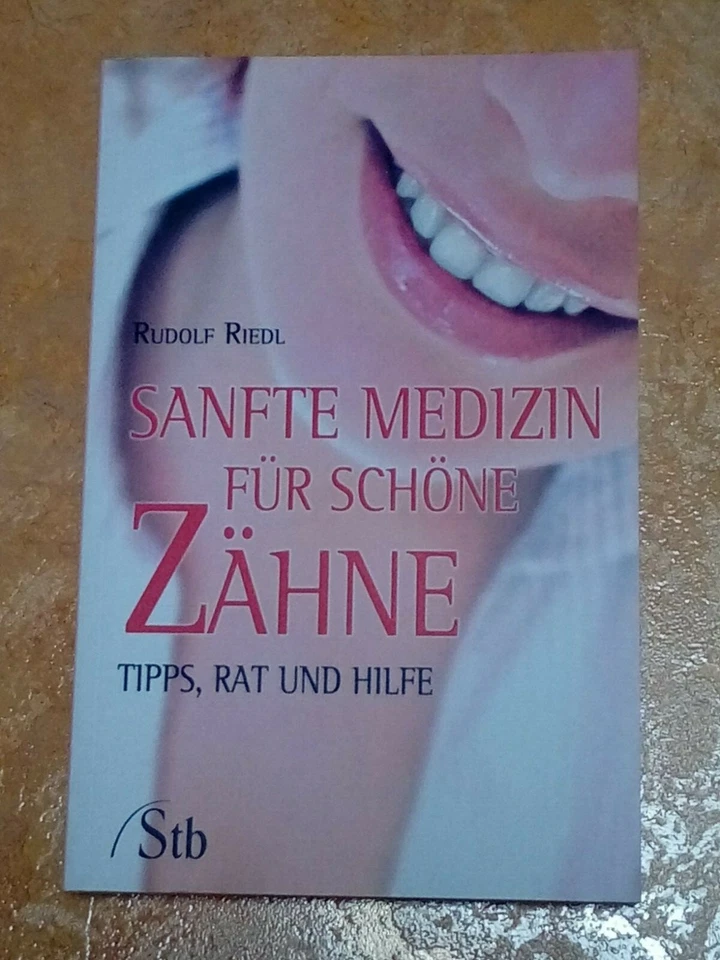 RUDOLF RIEDL
SANFTE MEDIZIN
FÜR SCHÖNE
ZÄHNE
TIPPS, RAT UND HILFE
Stb